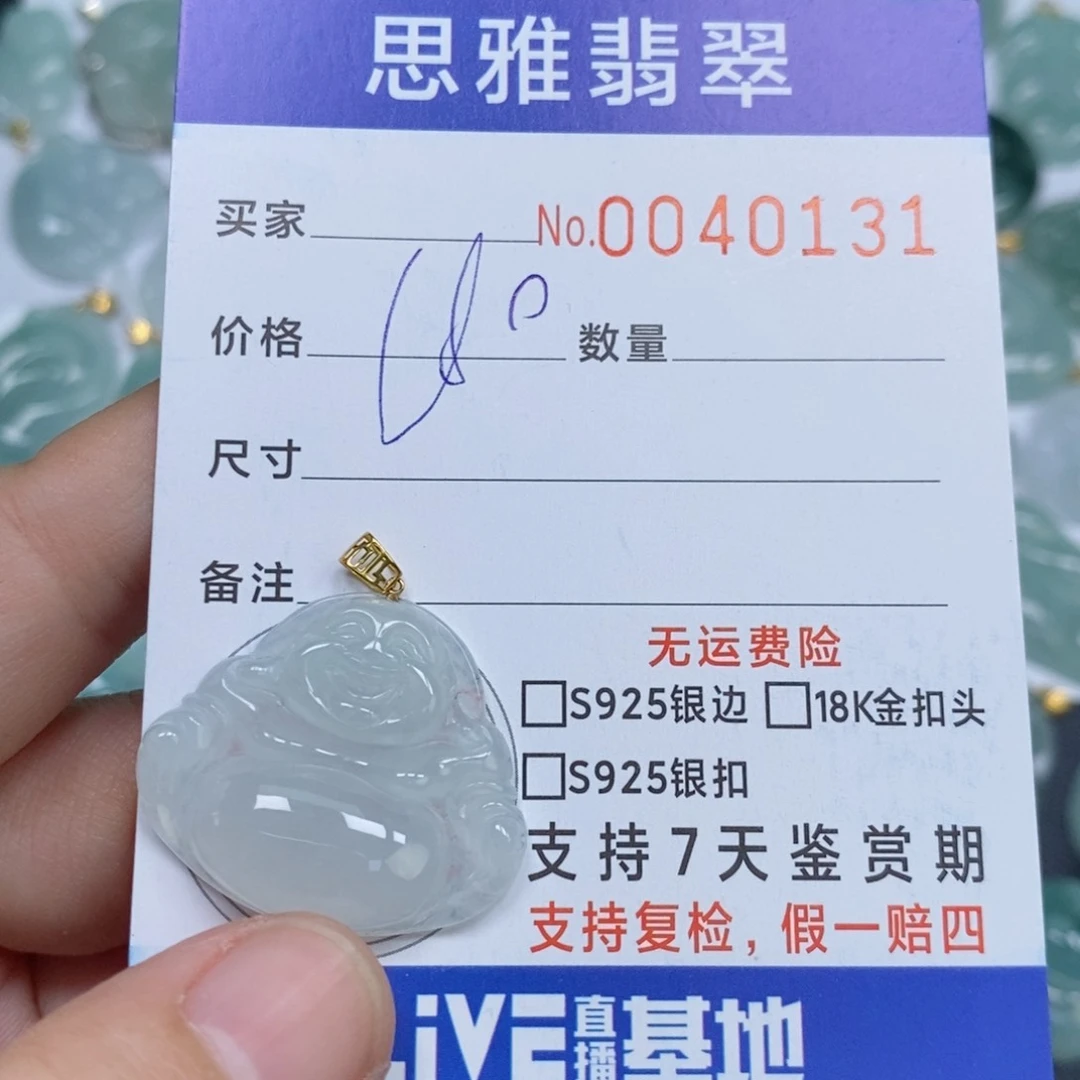 思雅翡翠
买家 No.0040131
价格 数量
尺寸
备注
无运费险
□S925银边 □18K金扣头
□S925银扣
支持7天鉴赏期
支持复检，假一赔四
LiVE直播基地